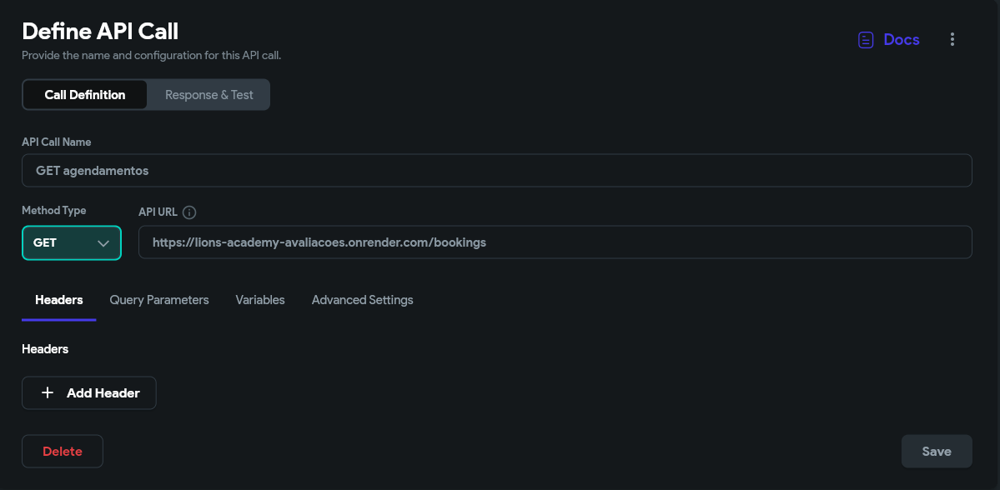 Define API Call
Docs
Provide the name and configuration for this API call.
Call Definition
Response & Test
API Call Name
GET agendamentos
Method Type
API URL
GET
https://lions-academy-avaliacoes.onrender.com/bookings
Headers
Query Parameters
Variables
Advanced Settings
Headers
+ Add Header
Delete
Save